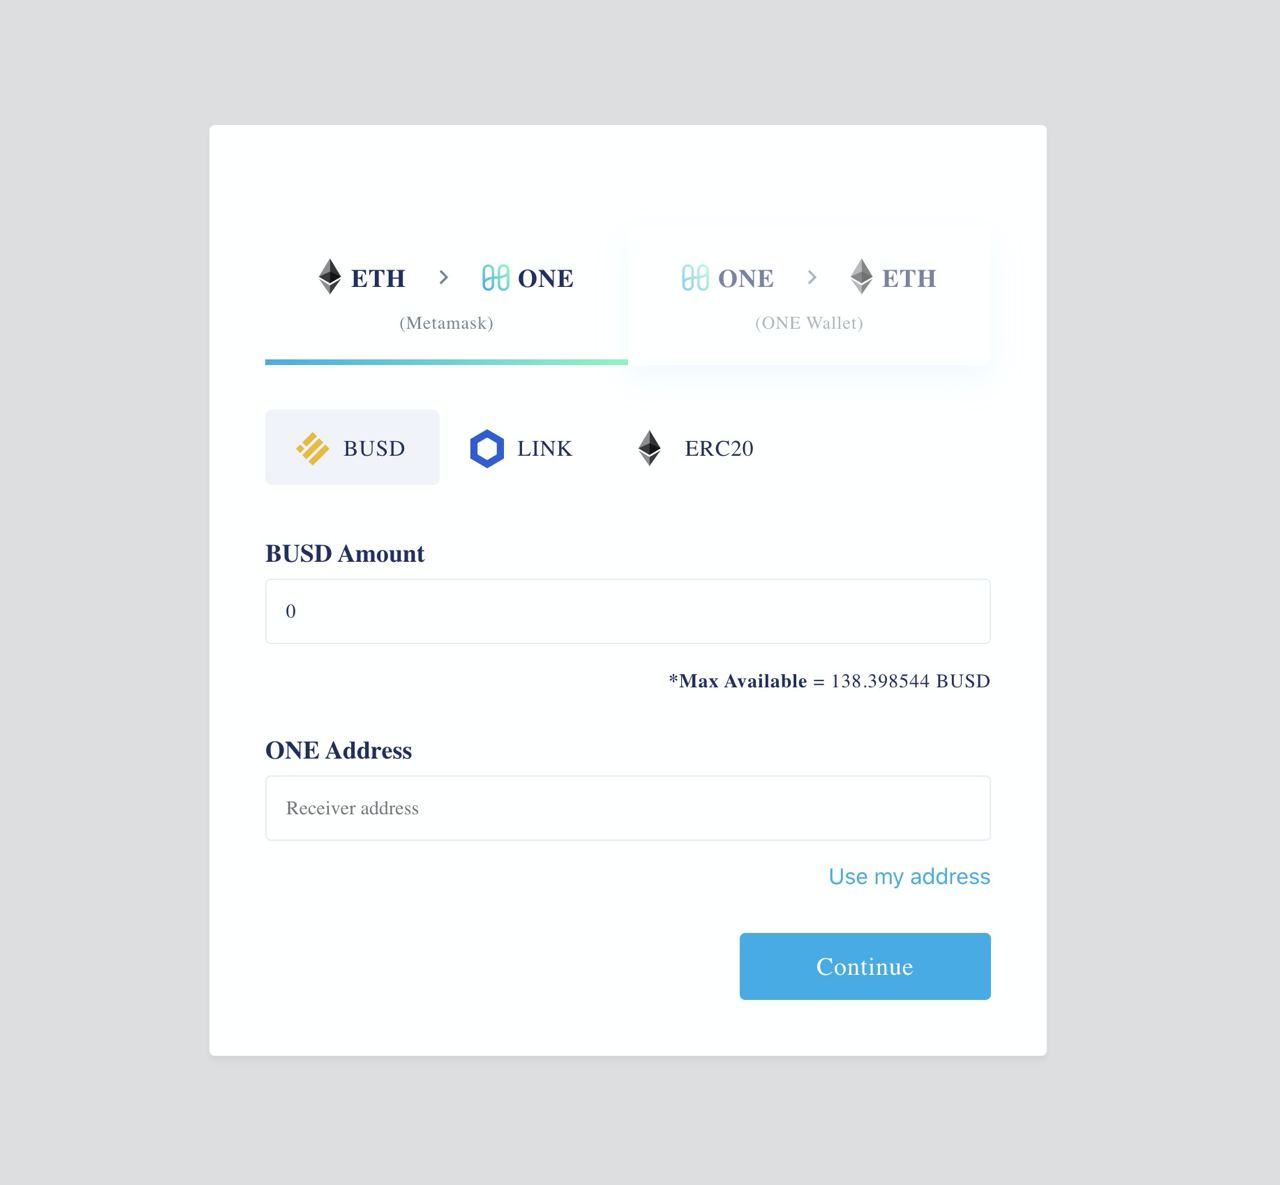 ETH > ONE
(Metamask)
ONE > ETH
(ONE Wallet)
BUSD
LINK
ERC20
BUSD Amount
0
*Max Available = 138.398544 BUSD
ONE Address
Receiver address
Use my address
Continue